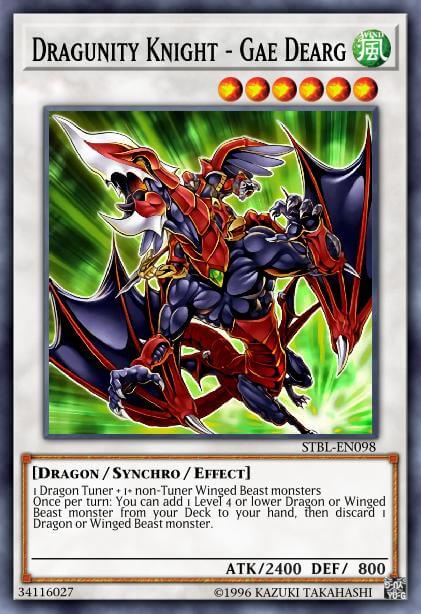 Dragunity Knight - Gae Dearg
WIND
風
STBL-EN098
[Dragon / Synchro / Effect]
1 Dragon Tuner + 1+ non-Tuner Winged Beast monsters
Once per turn: You can add 1 Level 4 or lower Dragon or Winged
Beast monster from your Deck to your hand, then discard 1
Dragon or Winged Beast monster.
ATK/2400 DEF/ 800
34116027
©1996 KAZUKI TAKAHASHI